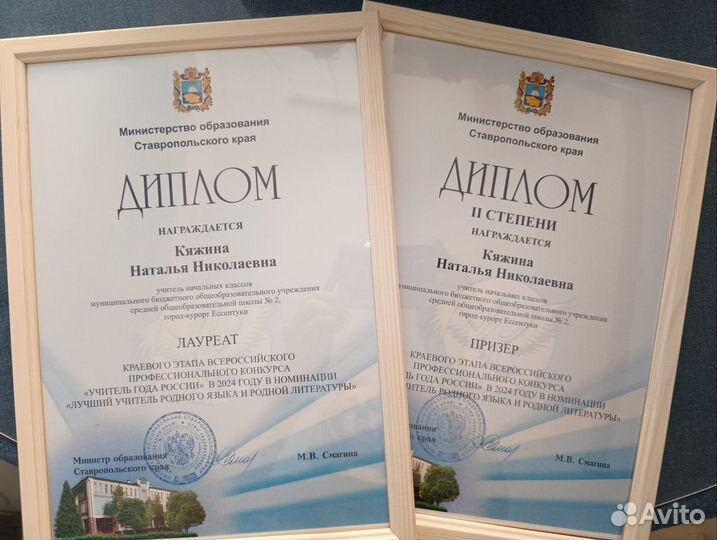 Министерство образования
Ставропольского края
ДИПЛОМ
НАГРАЖДАЕТСЯ
Кяжина
Наталья Николаевна
учитель начальных классов
муниципального бюджетного общеобразовательного учреждения
средней общеобразовательной школы № 2,
город-курорт Ессентуки
ЛАУРЕАТ
КРАЕВОГО ЭТАПА ВСЕРОССИЙСКОГО
ПРОФЕССИОНАЛЬНОГО КОНКУРСА
«УЧИТЕЛЬ ГОДА РОССИИ» В 2024 ГОДУ В НОМИНАЦИИ
«ЛУЧШИЙ УЧИТЕЛЬ РОДНОГО ЯЗЫКА И РОДНОЙ ЛИТЕРАТУРЫ»
Министр образования
Ставропольского края
М.В. Смагина
Министерство образования
Ставропольского края
ДИПЛОМ
II СТЕПЕНИ
НАГРАЖДАЕТСЯ
Кяжина
Наталья Николаевна
учитель начальных классов
муниципального бюджетного общеобразовательного учреждения
средней общеобразовательной школы № 2,
город-курорт Ессентуки
ПРИЗЕР
КРАЕВОГО ЭТАПА ВСЕРОССИЙСКОГО
ПРОФЕССИОНАЛЬНОГО КОНКУРСА
ГОДА РОССИИ» В 2024 ГОДУ В НОМИНАЦИИ
РОДНОГО ЯЗЫКА И РОДНОЙ ЛИТЕРАТУРЫ»
образования
края
М.В. Смагина
Avito